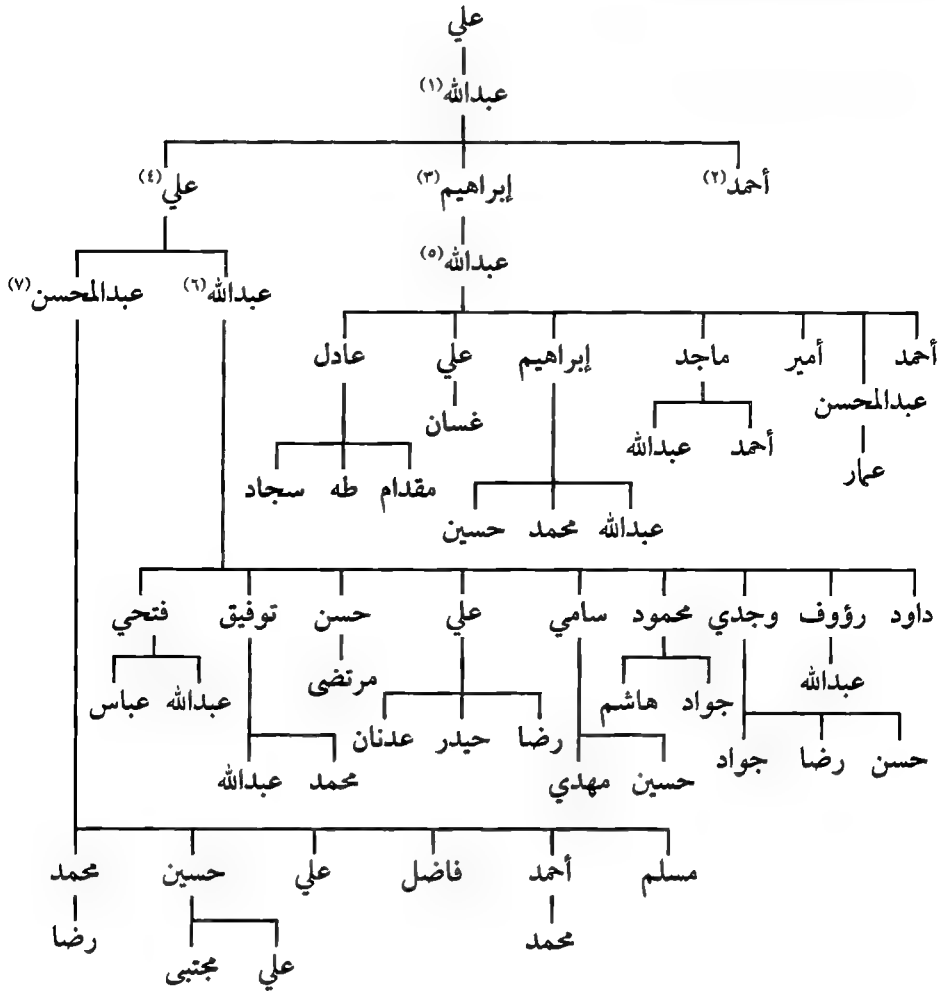 علي
عبدالله (١)
أحمد (٢) إبراهيم (٣) علي (٤)
عبدالله (٥)
عبدالله (٦) عبدالمحسن (٧)
أحمد أمير ماجد إبراهيم علي عادل
عبدالمحسن
غسان
أحمد عبدالله
عمار
مقدام طه سجاد
عبدالله محمد حسين
داود رؤوف وجدي محمود سامي علي حسن توفيق فتحي
عبدالله مرتضى
جواد هاشم عبدالله عباس
رضا حيدر عدنان
حسن رضا جواد
حسين مهدي محمد عبدالله
مسلم أحمد فاضل علي حسين محمد
محمد رضا
علي مجتبى